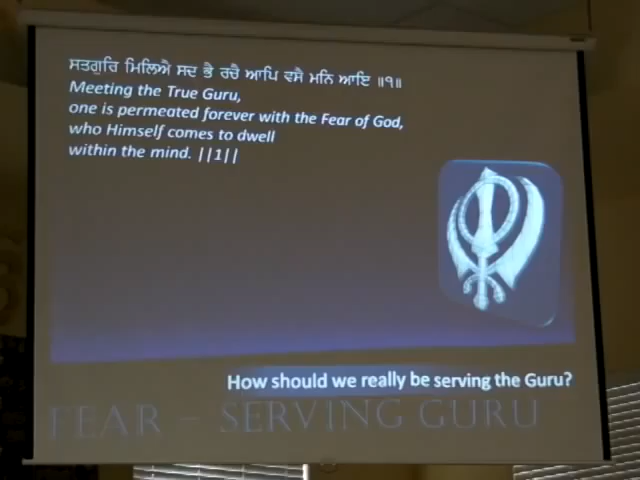 ਸਤਗੁਰਿ ਮਿਲਿਐ ਸਦ ਭੈ ਰਚੈ ਆਪਿ ਵਸੈ ਮਨਿ ਆਇ ॥੧॥
Meeting the True Guru,
one is permeated forever with the Fear of God,
who Himself comes to dwell
within the mind. ||1||
How should we really be serving the Guru?
FEAR – SERVING GURU